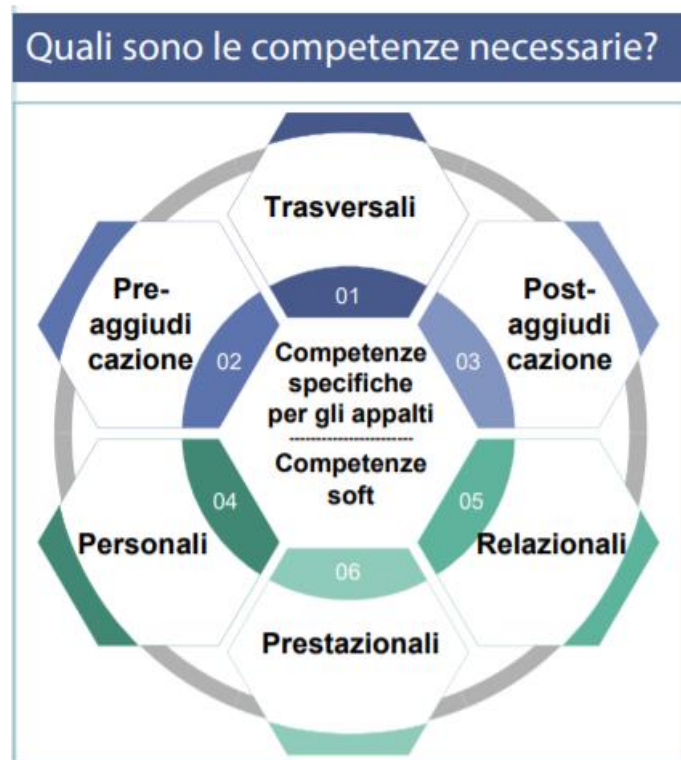 Quali sono le competenze necessarie?
Trasversali
01
Pre-
aggiudi
cazione
02
Post-
aggiudi
cazione
03
Competenze
specifiche
per gli appalti
Competenze
soft
04
Personali
05
Relazionali
06
Prestazionali